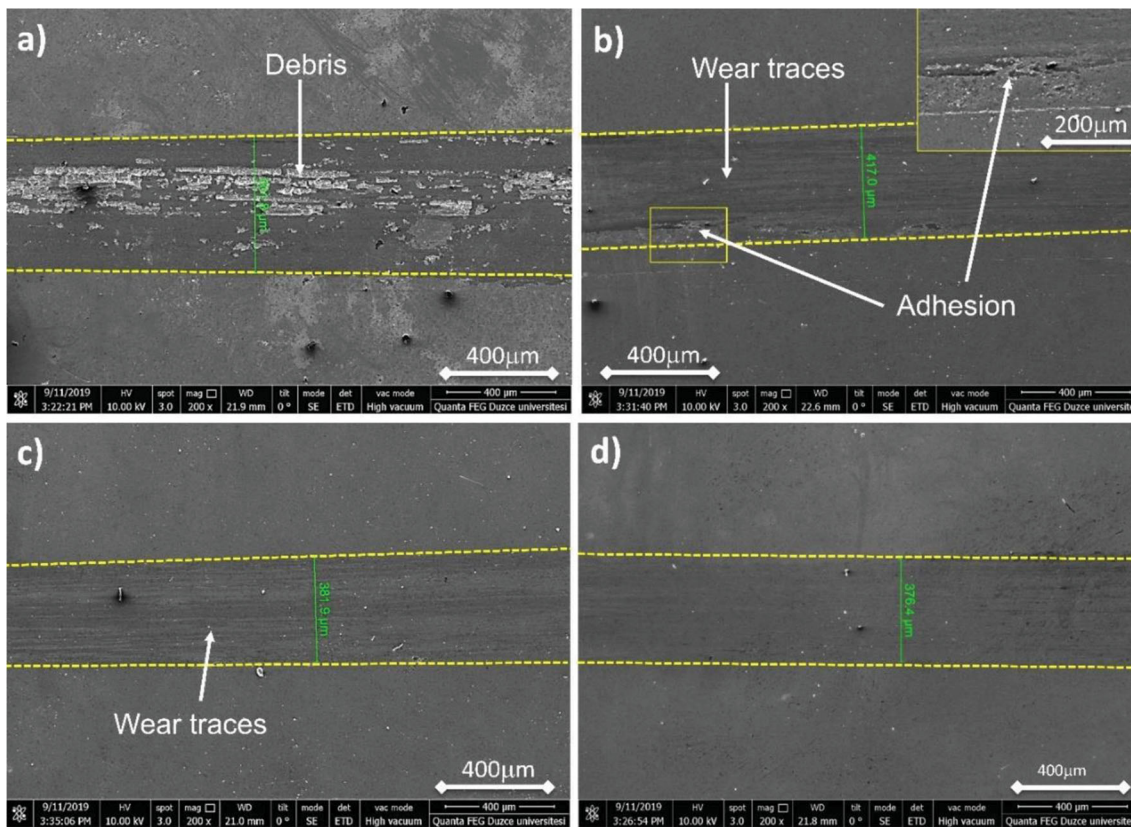 a)
Debris
400μm
9/11/2019 HV spot mag WD tilt mode det vac mode 400 μm
3:22:21 PM 10.00 kV 3.0 200 x 21.9 mm 0 ° SE ETD High vacuum Quanta FEG Duzce universitesi
b)
Wear traces
200μm
417.0 μm
Adhesion
400μm
9/11/2019 HV spot mag WD tilt mode det vac mode 400 μm
3:31:40 PM 10.00 kV 3.0 200 x 22.6 mm 0 ° SE ETD High vacuum Quanta FEG Duzce universitesi
c)
381.9 μm
Wear traces
400μm
9/11/2019 HV spot mag WD tilt mode det vac mode 400 μm
3:35:06 PM 10.00 kV 3.0 200 x 21.0 mm 0 ° SE ETD High vacuum Quanta FEG Duzce universitesi
d)
376.4 μm
400μm
9/11/2019 HV spot mag WD tilt mode det vac mode 400 μm
3:26:54 PM 10.00 kV 3.0 200 x 21.8 mm 0 ° SE ETD High vacuum Quanta FEG Duzce universitesi